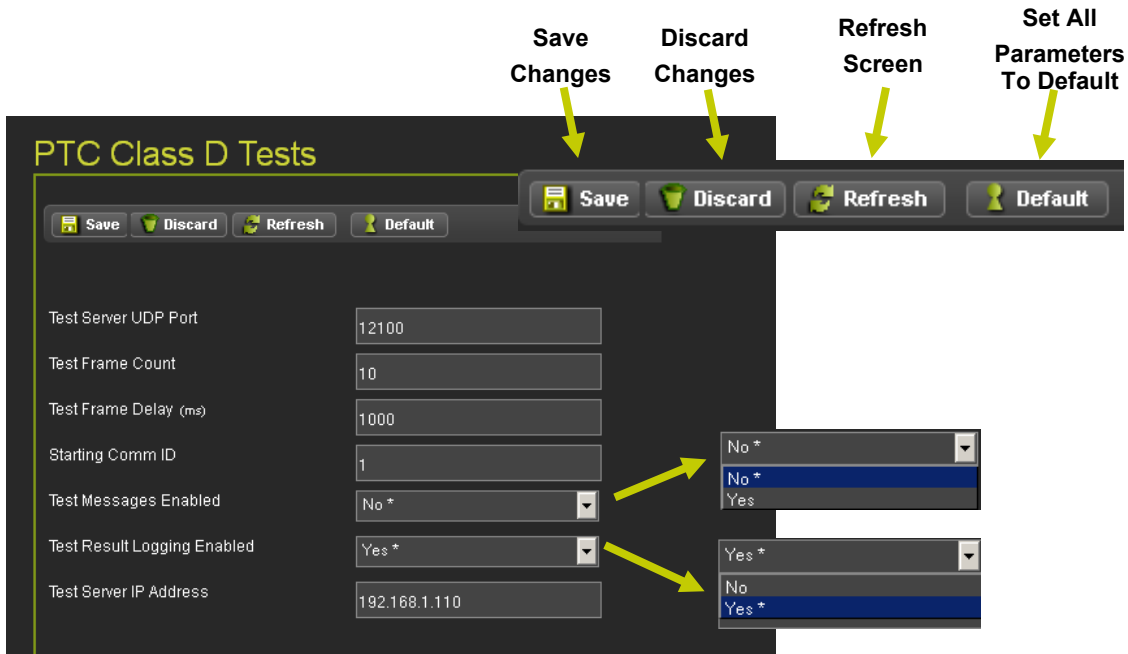 Save
Changes
Discard
Changes
Refresh
Screen
Set All
Parameters
To Default
PTC Class D Tests
Save Discard Refresh Default
Save Discard Refresh Default
Test Server UDP Port 12100
Test Frame Count 10
Test Frame Delay (ms) 1000
Starting Comm ID 1
Test Messages Enabled No *
No *
No *
Yes
Test Result Logging Enabled Yes *
Yes *
No
Yes *
Test Server IP Address 192.168.1.110